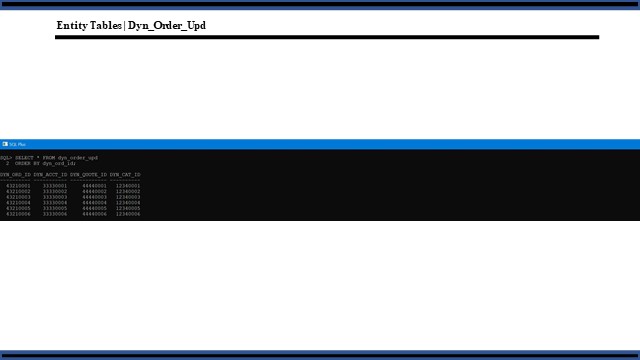 Entity Tables | Dyn_Order_Upd
SQL Plus
SQL> SELECT * FROM dyn_order_upd
2 ORDER BY dyn_ord_id;
DYN_ORD_ID DYN_ACCT_ID DYN_QUOTE_ID DYN_CAT_ID
---------- ----------- ------------ ----------
43210001 33330001 44440001 12340001
43210002 33330002 44440002 12340002
43210003 33330003 44440003 12340003
43210004 33330004 44440004 12340004
43210005 33330005 44440005 12340005
43210006 33330006 44440006 12340006